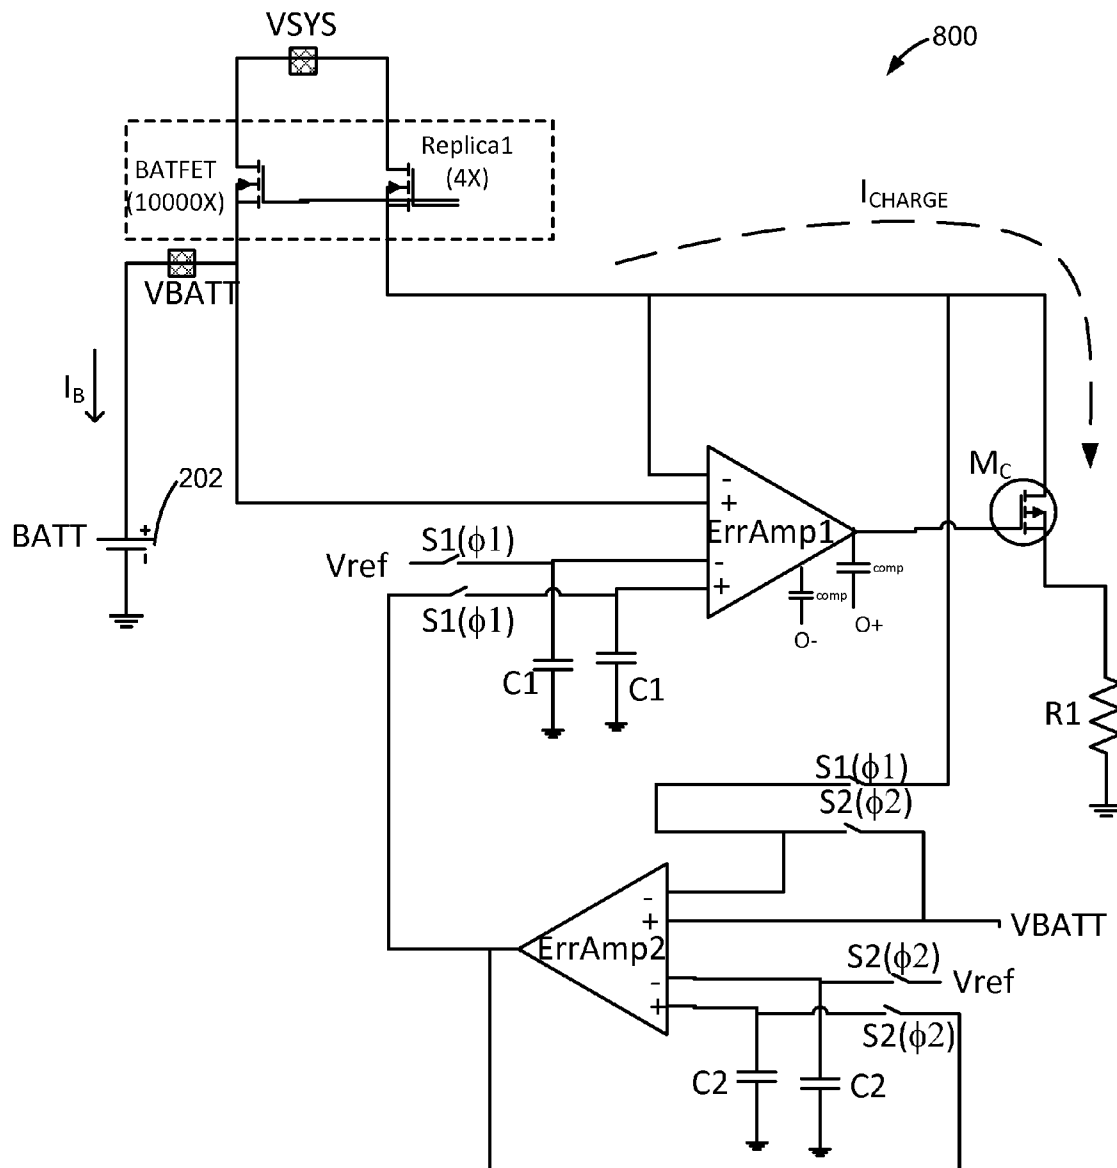 VSYS
800
BATFET
(10000X)
Replica1
(4X)
ICHARGE
VBATT
IB
202
BATT
MC
-
+
ErrAmp1
-
+
S1(ϕ1)
Vref
S1(ϕ1)
comp
comp
O-
O+
C1
C1
R1
S1(ϕ1)
S2(ϕ2)
-
+
VBATT
ErrAmp2
-
+
S2(ϕ2)
Vref
S2(ϕ2)
C2
C2